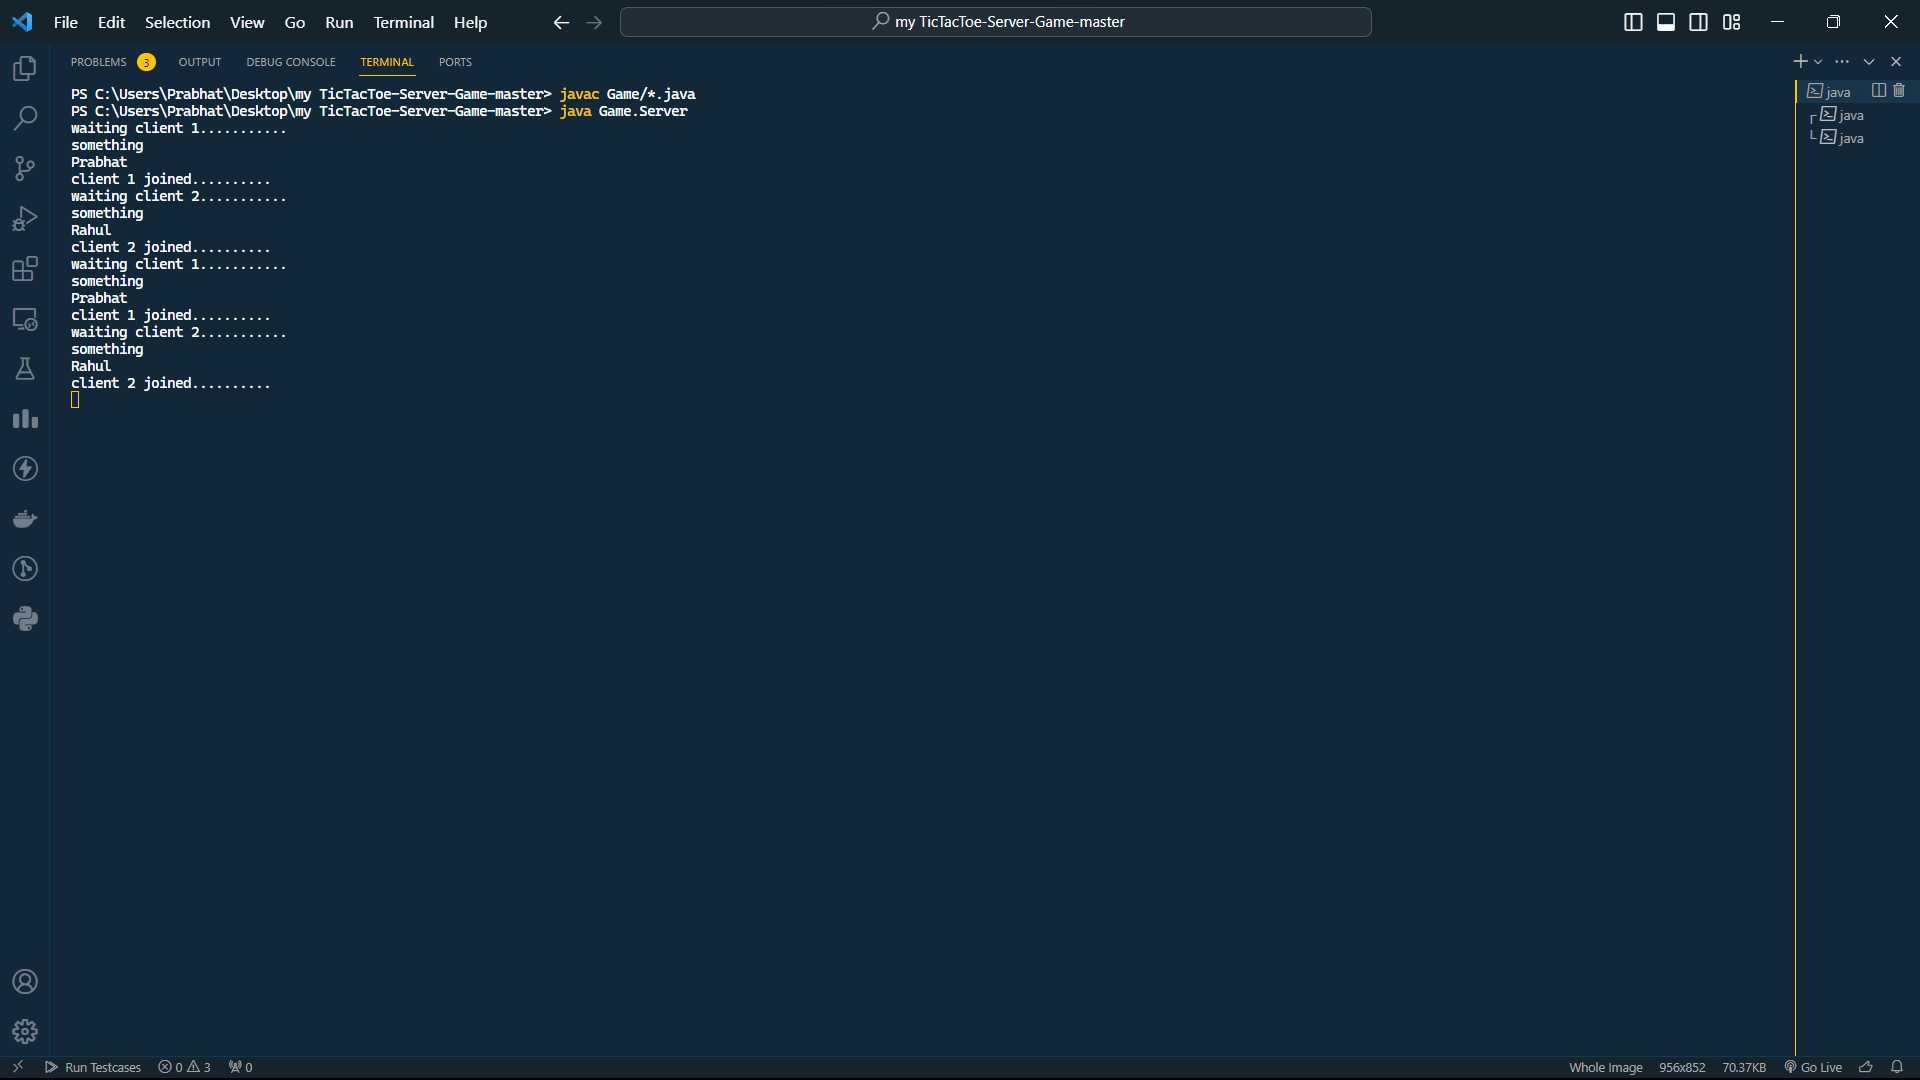 File Edit Selection View Go Run Terminal Help
my TicTacToe-Server-Game-master
PROBLEMS 3 OUTPUT DEBUG CONSOLE TERMINAL PORTS
PS C:\Users\Prabhat\Desktop\my TicTacToe-Server-Game-master> javac Game/*.java
PS C:\Users\Prabhat\Desktop\my TicTacToe-Server-Game-master> java Game.Server
waiting client 1...........
something
Prabhat
client 1 joined..........
waiting client 2...........
something
Rahul
client 2 joined..........
waiting client 1...........
something
Prabhat
client 1 joined..........
waiting client 2...........
something
Rahul
client 2 joined..........
java
java
java
Run Testcases 0 3 0
Whole Image 956x852 70.37KB Go Live